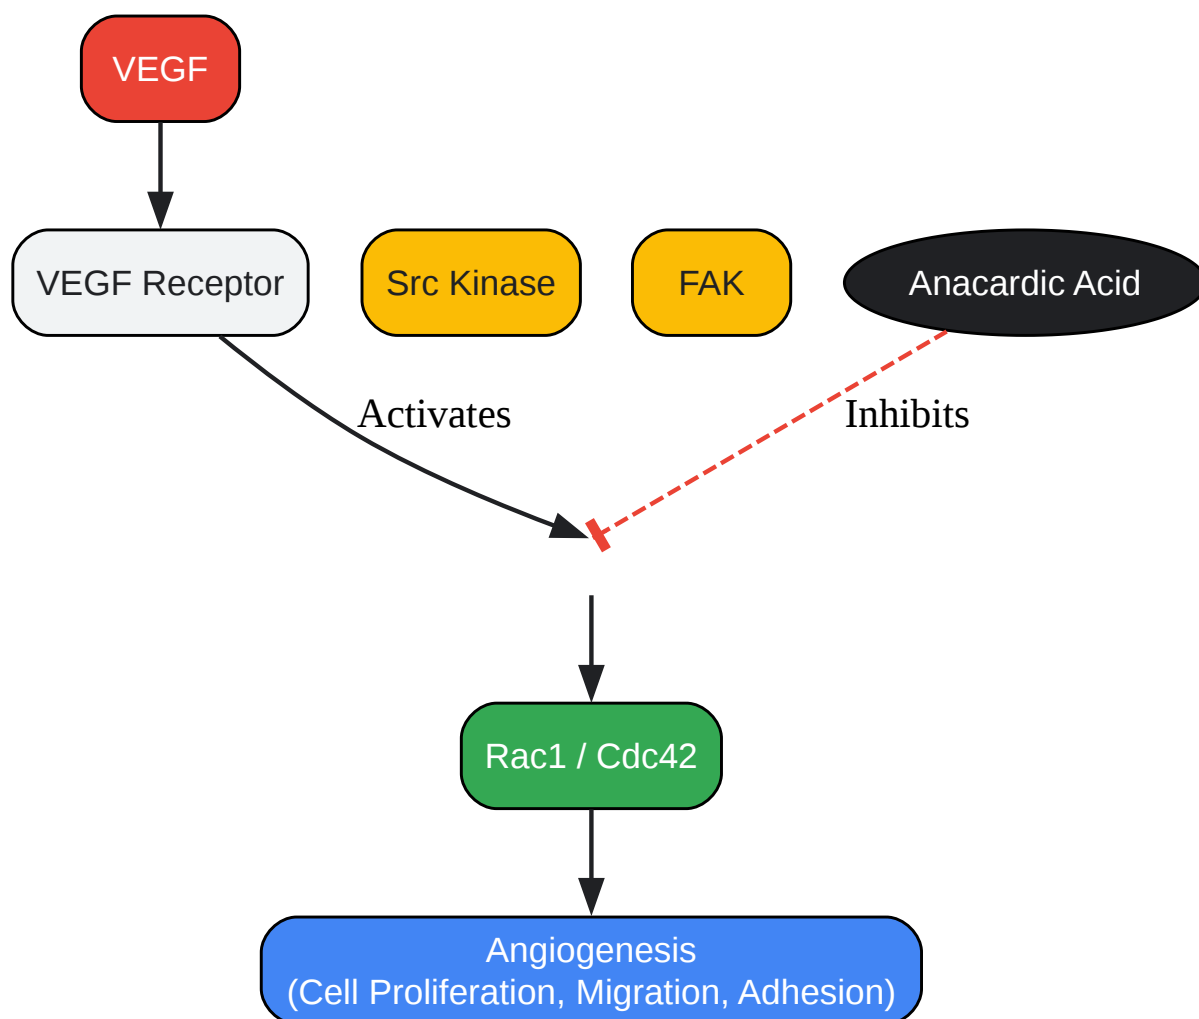 VEGF
VEGF Receptor
Src Kinase
FAK
Anacardic Acid
Activates
Inhibits
Rac1 / Cdc42
Angiogenesis
(Cell Proliferation, Migration, Adhesion)